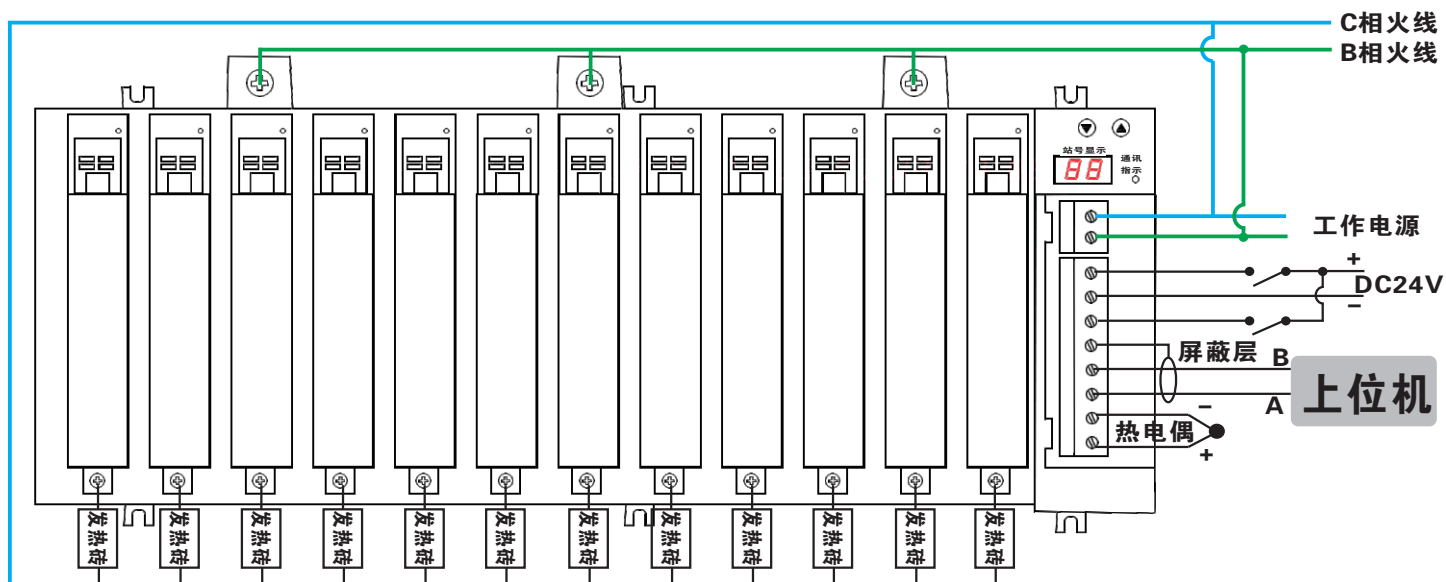 C相火线
B相火线
站号显示
通讯
指示
88
工作电源
+
DC24V
−
屏蔽层
B
A
上位机
−
热电偶
+
发热砖
发热砖
发热砖
发热砖
发热砖
发热砖
发热砖
发热砖
发热砖
发热砖
发热砖
发热砖